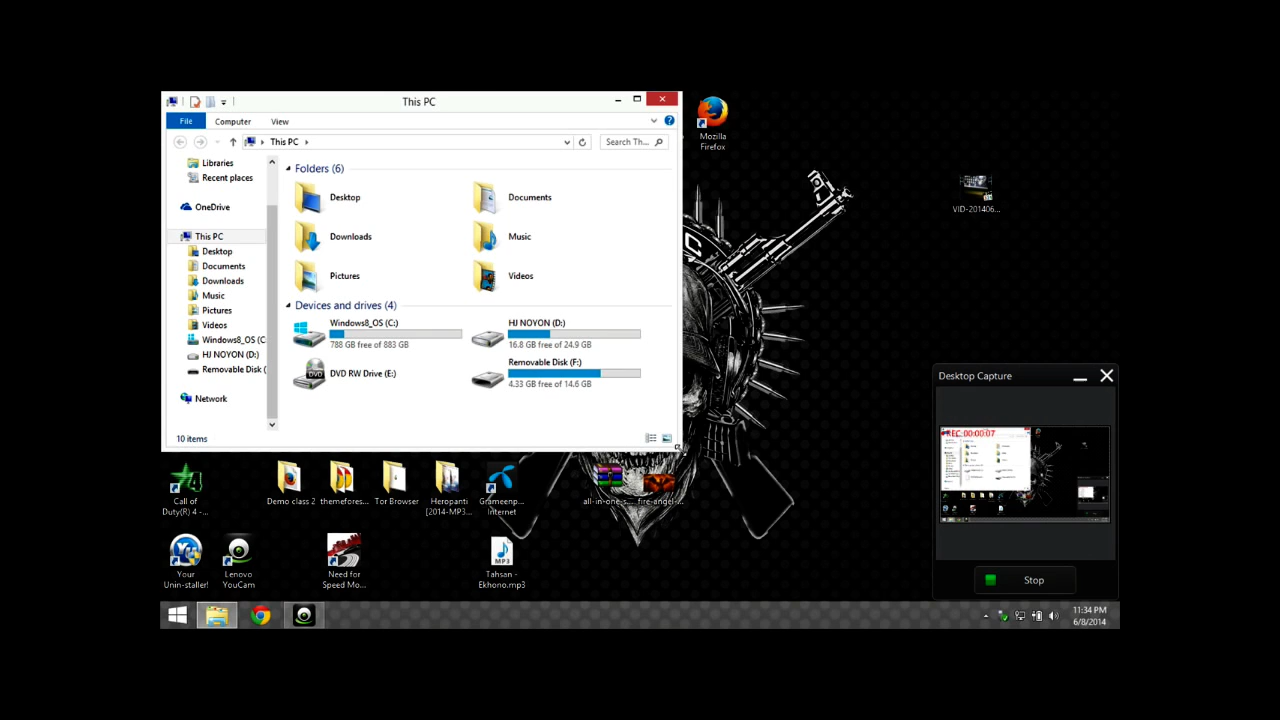 This PC
File
Computer
View
This PC
Search Th...
Libraries
Recent places
OneDrive
This PC
Desktop
Documents
Downloads
Music
Pictures
Videos
Windows8_OS (C:
HJ NOYON (D:)
Removable Disk (
Network
Folders (6)
Desktop
Documents
Downloads
Music
Pictures
Videos
Devices and drives (4)
Windows8_OS (C:)
788 GB free of 883 GB
HJ NOYON (D:)
16.8 GB free of 24.9 GB
DVD RW Drive (E:)
Removable Disk (F:)
4.33 GB free of 14.6 GB
10 items
Mozilla
Firefox
VID-201406...
Desktop Capture
REC:00:00:07
Stop
Call of
Duty(R) 4 -...
Demo class 2
themefores...
Tor Browser
Heropanti
[2014-MP3...
Grameenp...
Internet
all-in-one-s...
fire-angel-...
Your
Unin-staller!
Lenovo
YouCam
Need for
Speed Mo...
MP3
Tahsan -
Ekhono.mp3
11:34 PM
6/8/2014